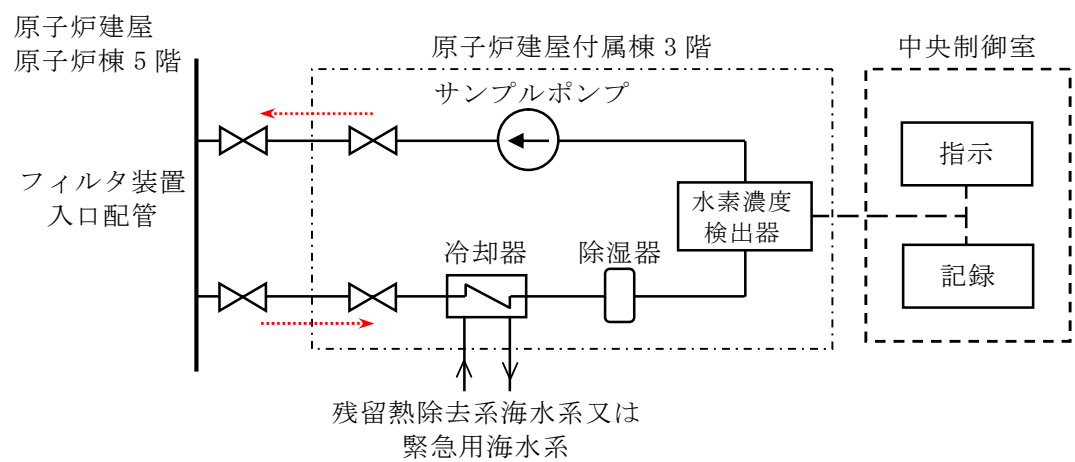 原子炉建屋
原子炉棟 5 階
原子炉建屋付属棟 3 階
中央制御室
サンプルポンプ
指示
フィルタ装置
入口配管
水素濃度
検出器
冷却器
除湿器
記録
残留熱除去系海水系又は
緊急用海水系